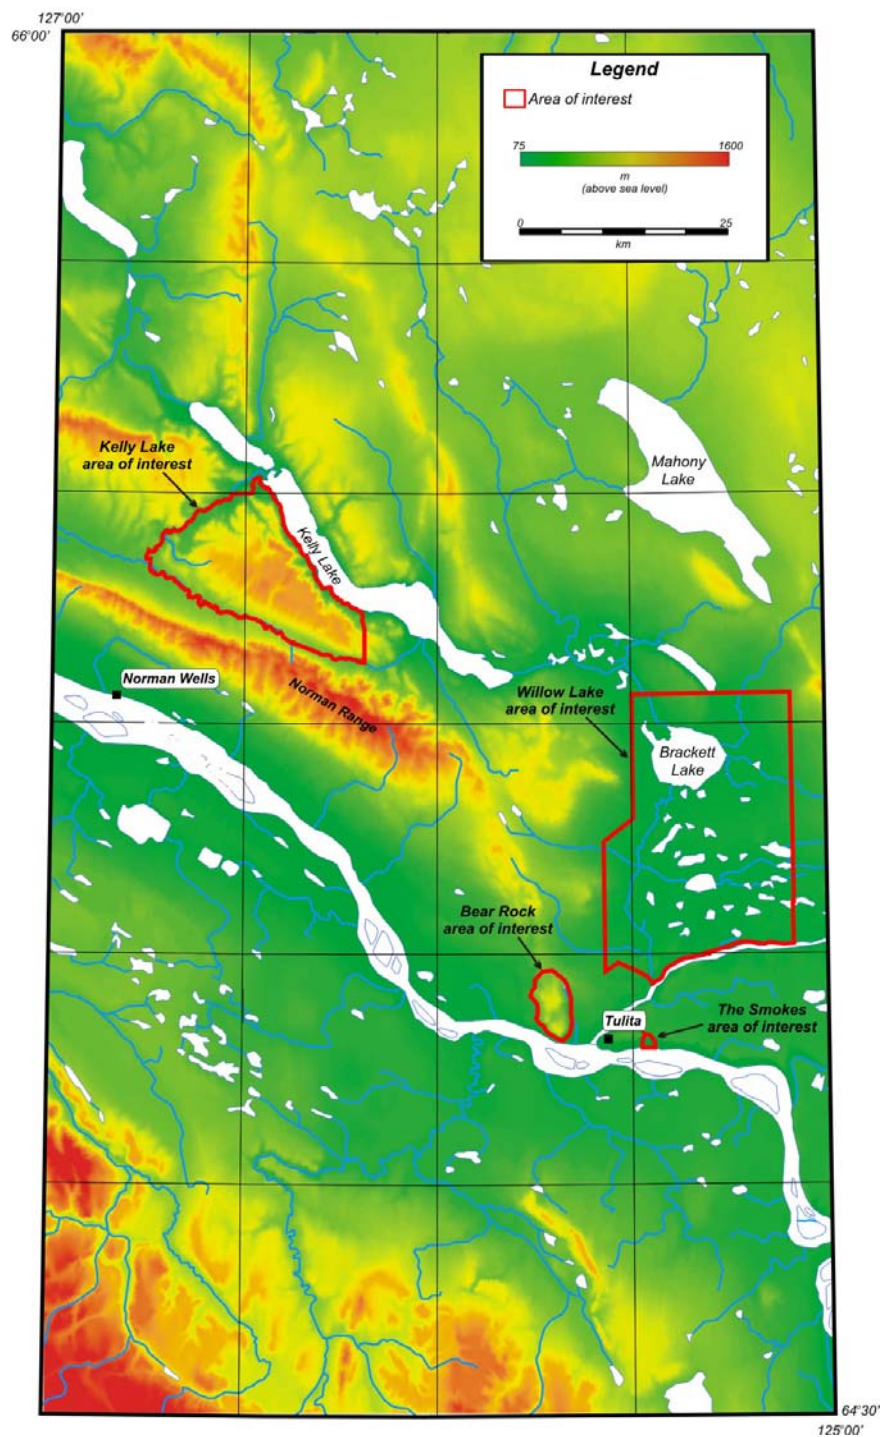 127°00'
66°00'
Legend
Area of interest
75
1600
m
(above sea level)
0
25
km
Kelly Lake
area of interest
Mahony
Lake
Kelly Lake
Norman Wells
Norman Range
Willow Lake
area of interest
Brackett
Lake
Bear Rock
area of interest
Tulita
The Smokes
area of interest
64°30'
125°00'